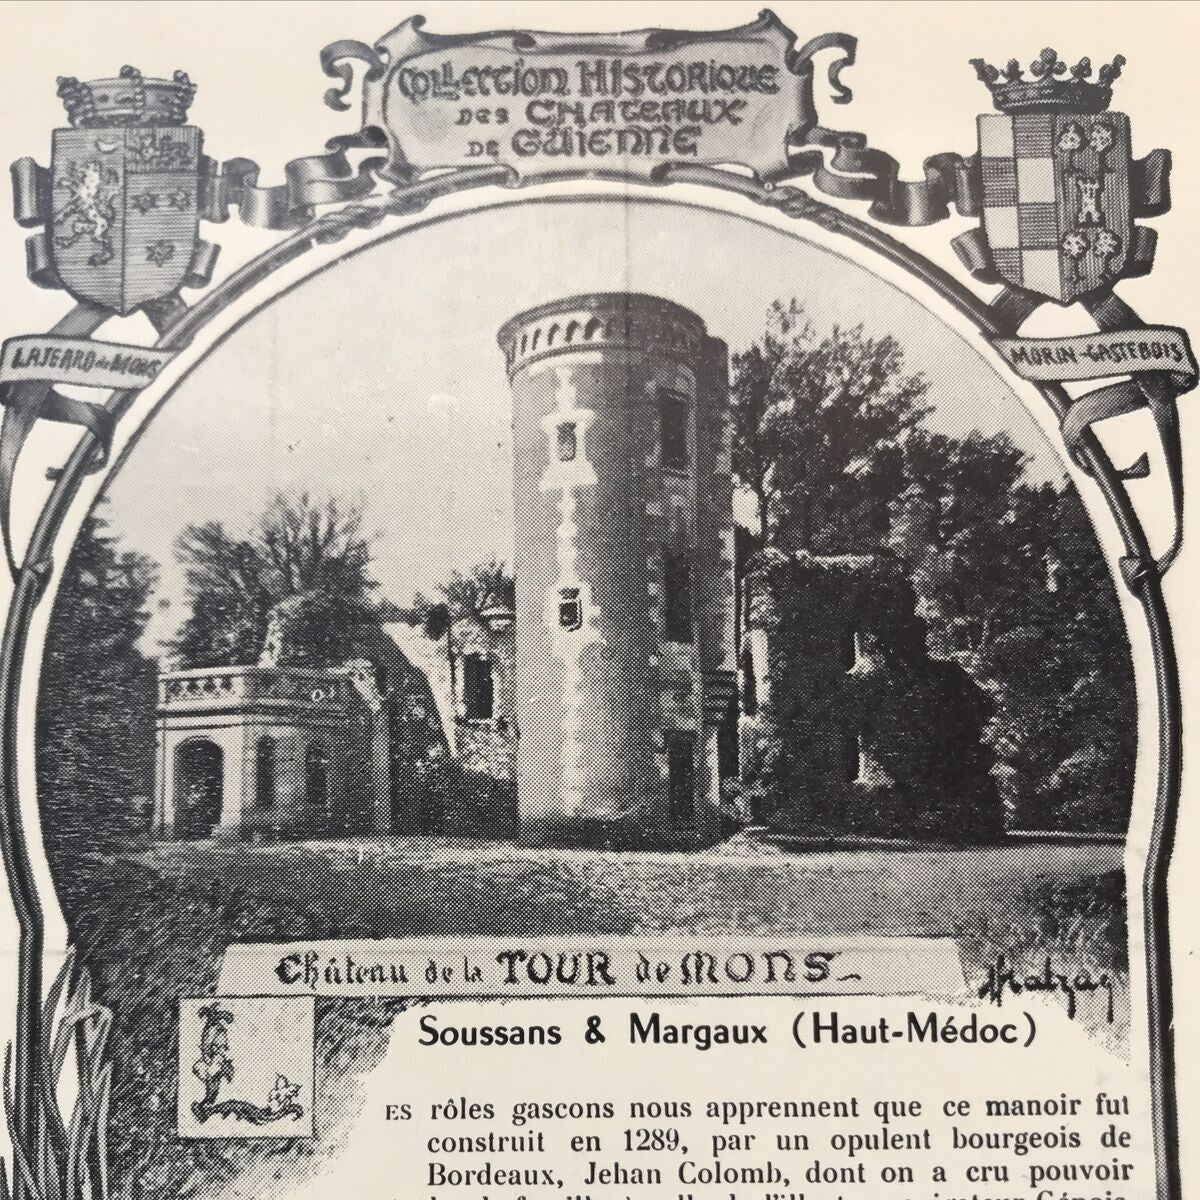 COLLECTION HISTORIQUE
DES CHATEAUX
DE GUIENNE
LAJEARD de MONS
MORIN-GASTEBOIS
Château de la TOUR de MONS
Soussans & Margaux (Haut-Médoc)
LES rôles gascons nous apprennent que ce manoir fut
construit en 1289, par un opulent bourgeois de
Bordeaux, Jehan Colomb, dont on a cru pouvoir